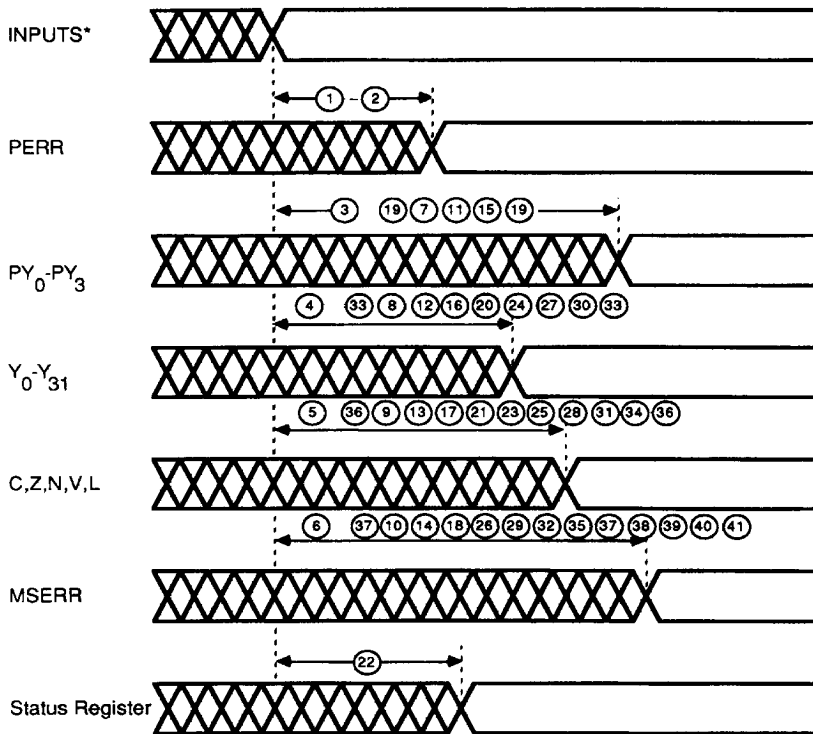 INPUTS*
1 - 2
PERR
3 19 7 11 15 19
PY0-PY3
4 33 8 12 16 20 24 27 30 33
Y0-Y31
5 36 9 13 17 21 23 25 28 31 34 36
C,Z,N,V,L
6 37 10 14 18 26 29 32 35 37 38 39 40 41
MSERR
22
Status Register